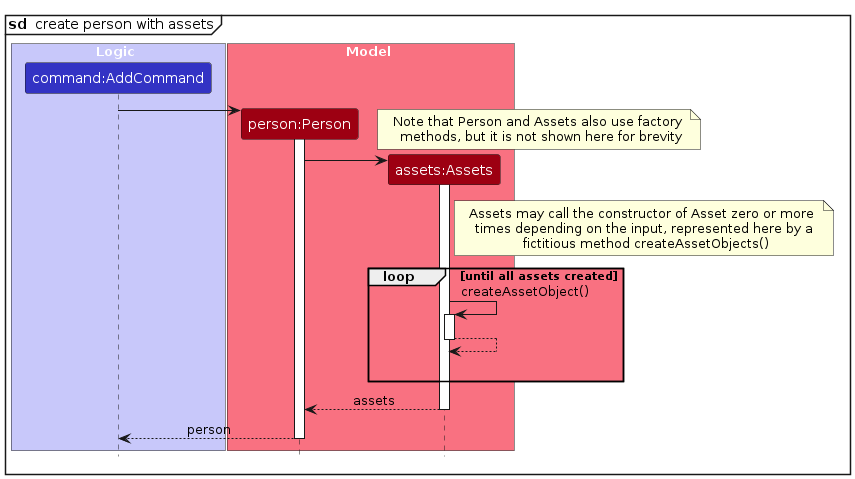 sd create person with assets
Logic
Model
command:AddCommand
person:Person
Note that Person and Assets also use factory
methods, but it is not shown here for brevity
assets:Assets
Assets may call the constructor of Asset zero or more
times depending on the input, represented here by a
fictitious method createAssetObjects()
loop
[until all assets created]
createAssetObject()
assets
person